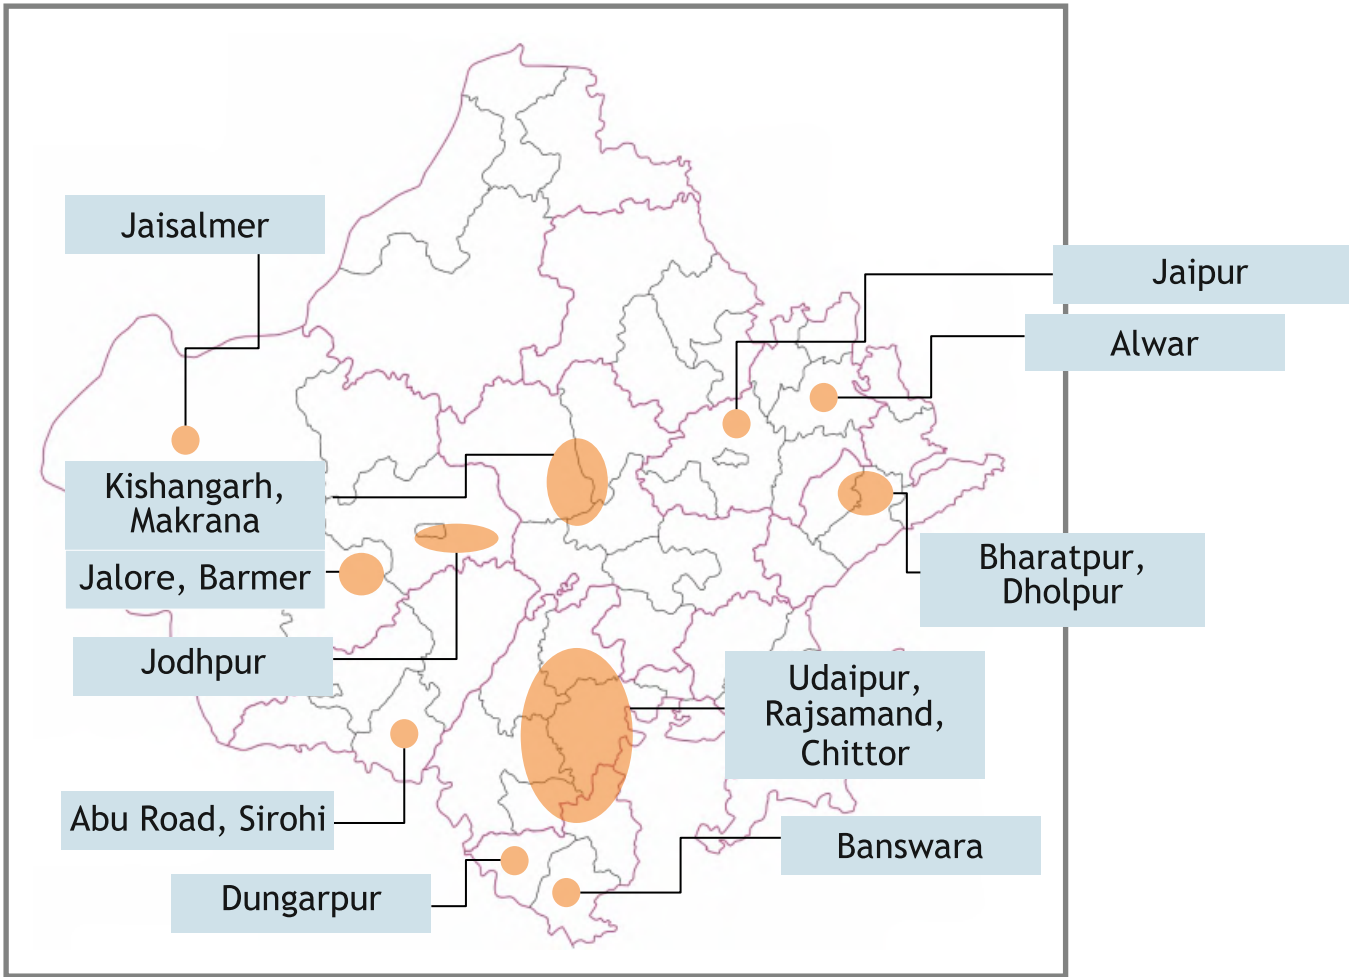 Jaisalmer
Jaipur
Alwar
Kishangarh,
Makrana
Jalore, Barmer
Bharatpur,
Dholpur
Jodhpur
Udaipur,
Rajsamand,
Chittor
Abu Road, Sirohi
Banswara
Dungarpur